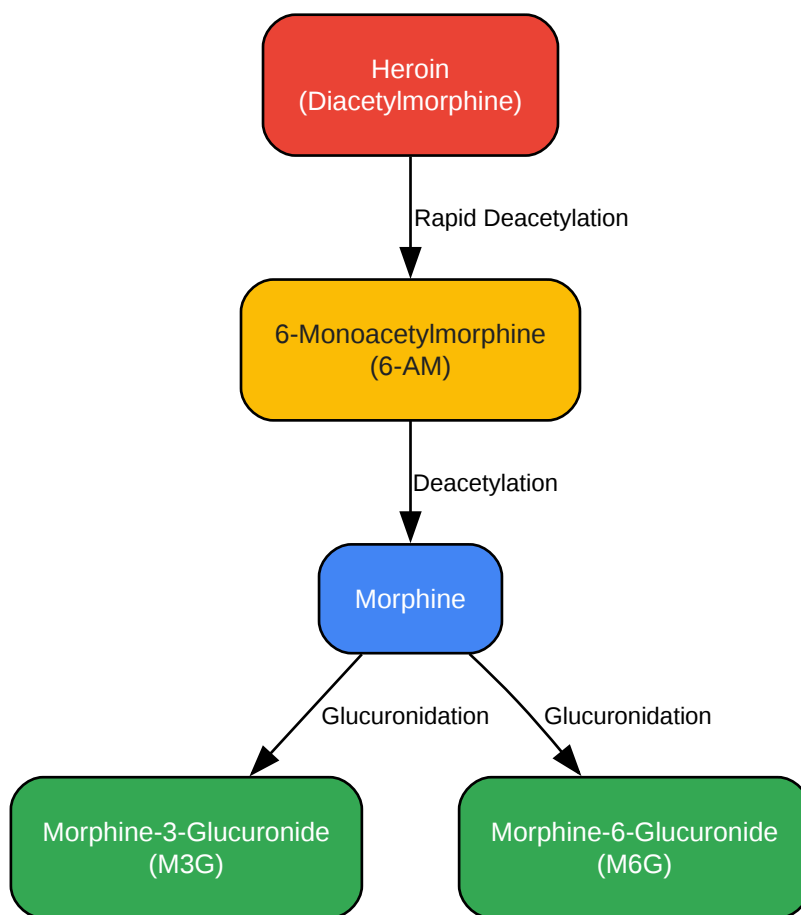 Heroin
(Diacetylmorphine)
Rapid Deacetylation
6-Monoacetylmorphine
(6-AM)
Deacetylation
Morphine
Glucuronidation
Glucuronidation
Morphine-3-Glucuronide
(M3G)
Morphine-6-Glucuronide
(M6G)